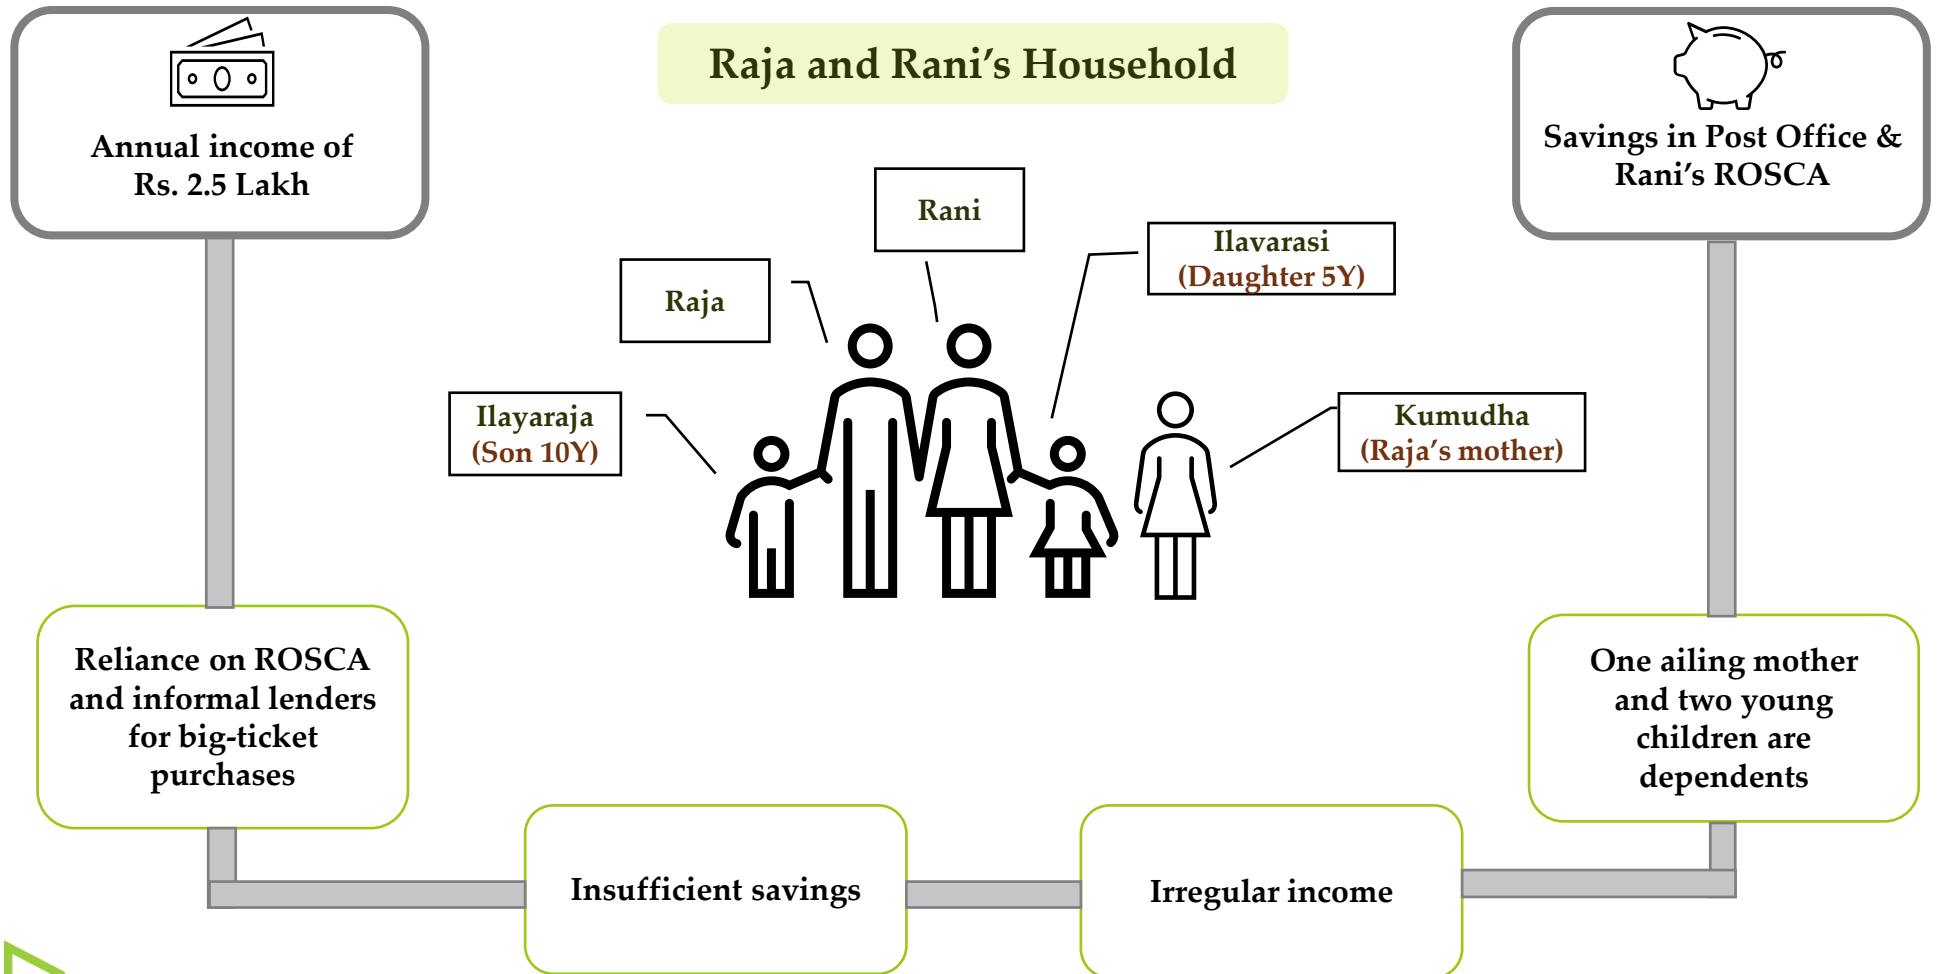 Raja and Rani's Household
Annual income of
Rs. 2.5 Lakh
Savings in Post Office &
Rani's ROSCA
Rani
Ilavarasi
(Daughter 5Y)
Raja
Ilayaraja
(Son 10Y)
Kumudha
(Raja's mother)
Reliance on ROSCA
and informal lenders
for big-ticket
purchases
One ailing mother
and two young
children are
dependents
Insufficient savings
Irregular income